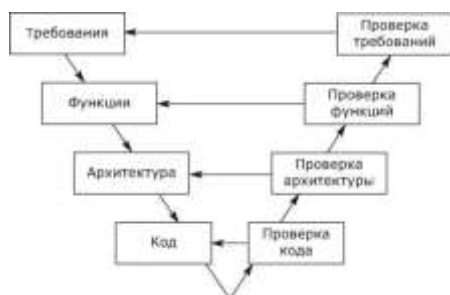 Требования
Проверка
требований
Функции
Проверка
функций
Архитектура
Проверка
архитектуры
Код
Проверка
кода